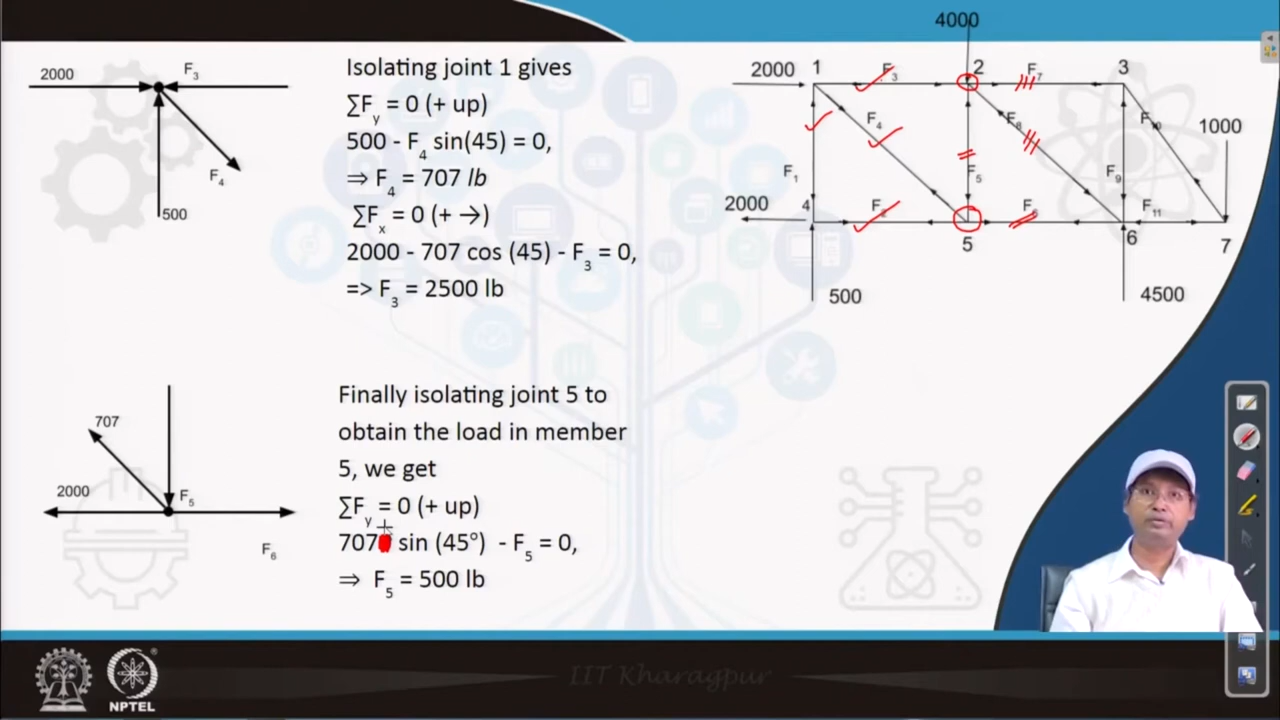 2000
F3
F4
500
Isolating joint 1 gives
∑Fy = 0 (+ up)
500 - F4 sin(45) = 0,
⇒ F4 = 707 lb
∑Fx = 0 (+ →)
2000 - 707 cos (45) - F3 = 0,
=> F3 = 2500 lb
4000
2000 1 F3 2 F7 3
F4 F8 F10 1000
F1 F5 F9
2000 4 F2 F6 F11
5 6 7
500 4500
707
2000 F5
F6
Finally isolating joint 5 to
obtain the load in member
5, we get
∑Fy = 0 (+ up)
707 sin (45°) - F5 = 0,
⇒ F5 = 500 lb
NPTEL
IIT Kharagpur